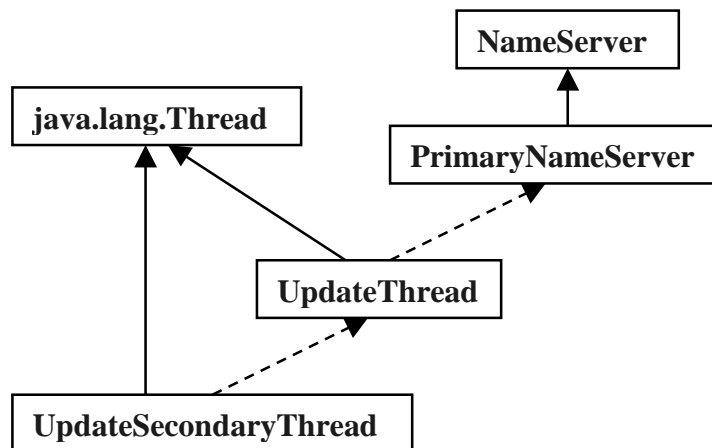 NameServer
java.lang.Thread
PrimaryNameServer
UpdateThread
UpdateSecondaryThread